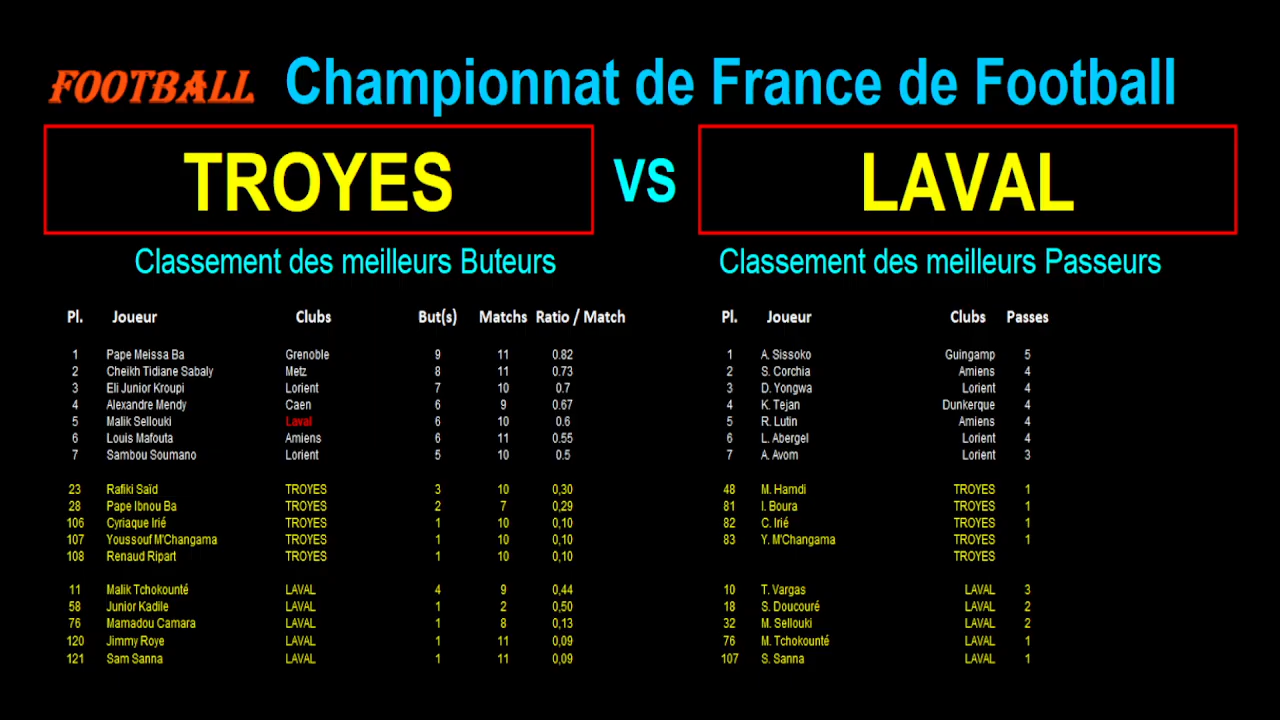 FOOTBALL Championnat de France de Football
TROYES VS LAVAL
Classement des meilleurs Buteurs
Pl. Joueur Clubs But(s) Matchs Ratio / Match
1 Pape Meissa Ba Grenoble 9 11 0.82
2 Cheikh Tidiane Sabaly Metz 8 11 0.73
3 Eli Junior Kroupi Lorient 7 10 0.7
4 Alexandre Mendy Caen 6 9 0.67
5 Malik Sellouki Laval 6 10 0.6
6 Louis Mafouta Amiens 6 11 0.55
7 Sambou Soumano Lorient 5 10 0.5
23 Rafiki Saïd TROYES 3 10 0,30
28 Pape Ibnou Ba TROYES 2 7 0,29
106 Cyriaque Irié TROYES 1 10 0,10
107 Youssouf M'Changama TROYES 1 10 0,10
108 Renaud Ripart TROYES 1 10 0,10
11 Malik Tchokounté LAVAL 4 9 0,44
58 Junior Kadile LAVAL 1 2 0,50
76 Mamadou Camara LAVAL 1 8 0,13
120 Jimmy Roye LAVAL 1 11 0,09
121 Sam Sanna LAVAL 1 11 0,09
Classement des meilleurs Passeurs
Pl. Joueur Clubs Passes
1 A. Sissoko Guingamp 5
2 S. Corchia Amiens 4
3 D. Yongwa Lorient 4
4 K. Tejan Dunkerque 4
5 R. Lutin Amiens 4
6 L. Abergel Lorient 4
7 A. Avom Lorient 3
48 M. Hamdi TROYES 1
81 I. Boura TROYES 1
82 C. Irié TROYES 1
83 Y. M'Changama TROYES 1
TROYES
10 T. Vargas LAVAL 3
18 S. Doucouré LAVAL 2
32 M. Sellouki LAVAL 2
76 M. Tchokounté LAVAL 1
107 S. Sanna LAVAL 1